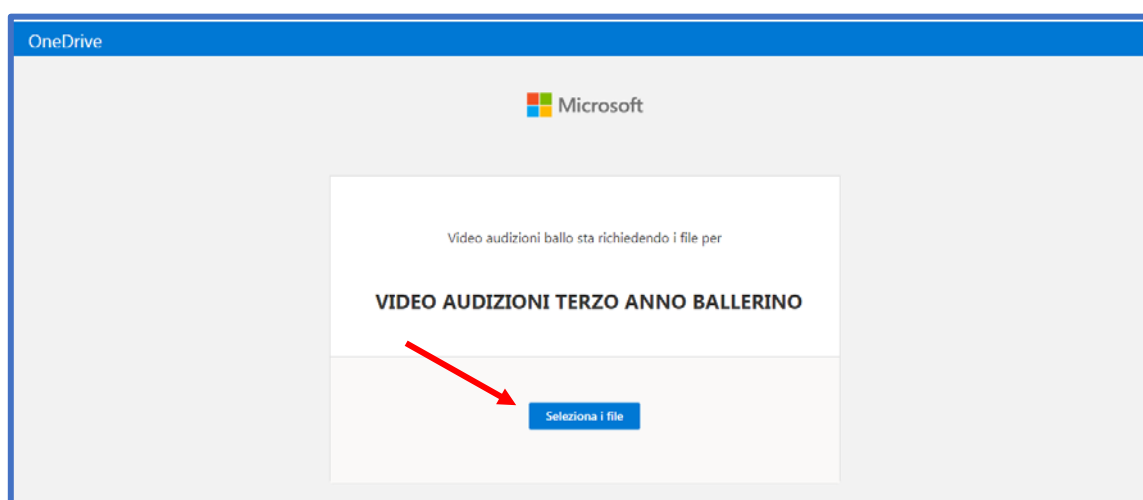 OneDrive
Microsoft
Video audizioni ballo sta richiedendo i file per
VIDEO AUDIZIONI TERZO ANNO BALLERINO
Seleziona i file